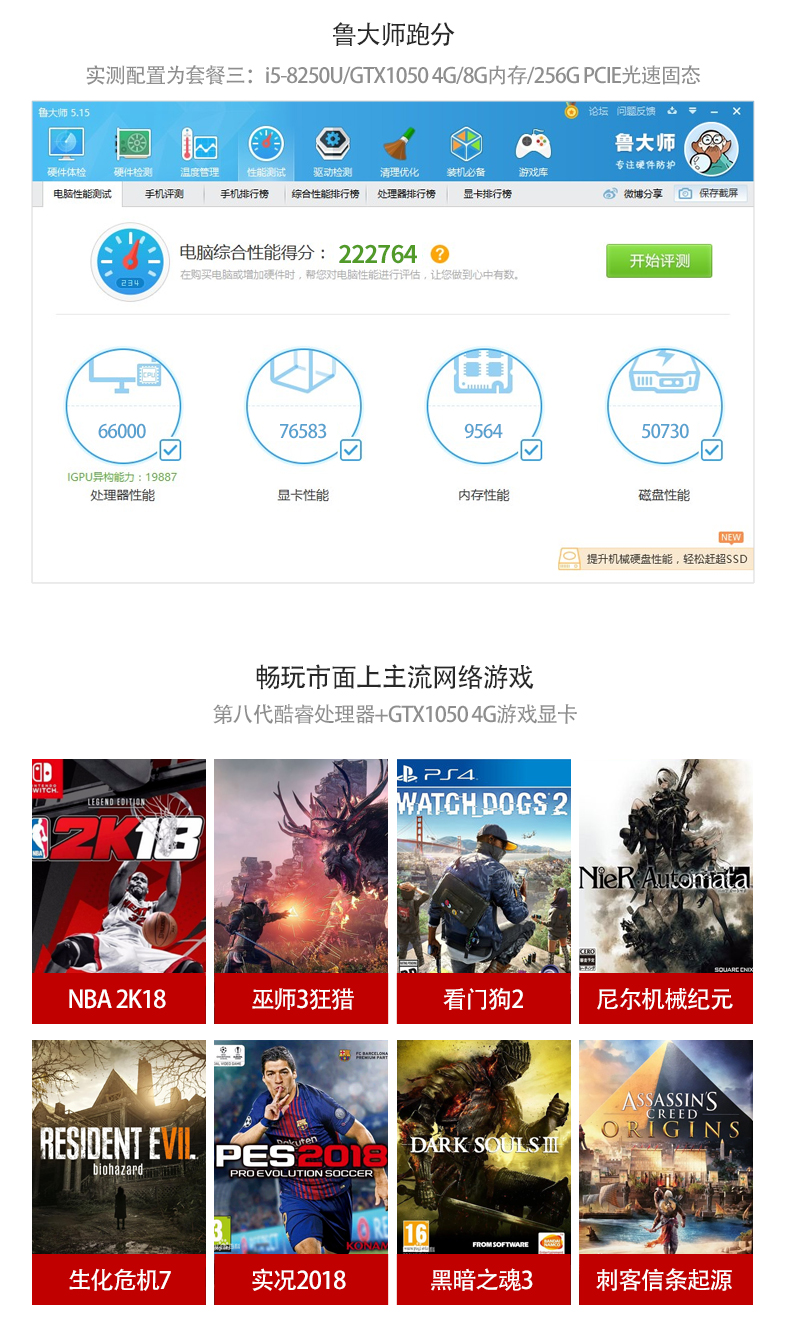 鲁大师跑分
实测配置为套餐三：i5-8250U/GTX1050 4G/8G内存/256G PCIE光速固态
鲁大师 5.15
论坛 问题反馈
硬件体检 硬件检测 温度管理 性能测试 驱动检测 清理优化 装机必备 游戏库
鲁大师
专注硬件防护
电脑性能测试 手机评测 手机排行榜 综合性能排行榜 处理器排行榜 显卡排行榜 微博分享 保存截屏
电脑综合性能得分： 222764 ?
在购买电脑或增加硬件时，帮您对电脑性能进行评估，让您做到心中有数。
234
开始评测
CPU
66000 76583 9564 50730
IGPU异构能力：19887
处理器性能 显卡性能 内存性能 磁盘性能
NEW
提升机械硬盘性能，轻松赶超SSD
畅玩市面上主流网络游戏
第八代酷睿处理器+GTX1050 4G游戏显卡
LEGEND EDITION
NBA 2K18
PS4
WATCH DOGS 2
NieR:Automata
SQUARE ENIX
NBA 2K18 巫师3狂猎 看门狗2 尼尔机械纪元
RESIDENT EVIL
biohazard
FC BARCELONA
PREMIUM PARTNER
Rakuten
PES2018
PRO EVOLUTION SOCCER
KONAMI
DARK SOULS III
16
FROM SOFTWARE
BANDAI
NAMCO
ASSASSIN'S
CREED
ORIGINS
生化危机7 实况2018 黑暗之魂3 刺客信条起源